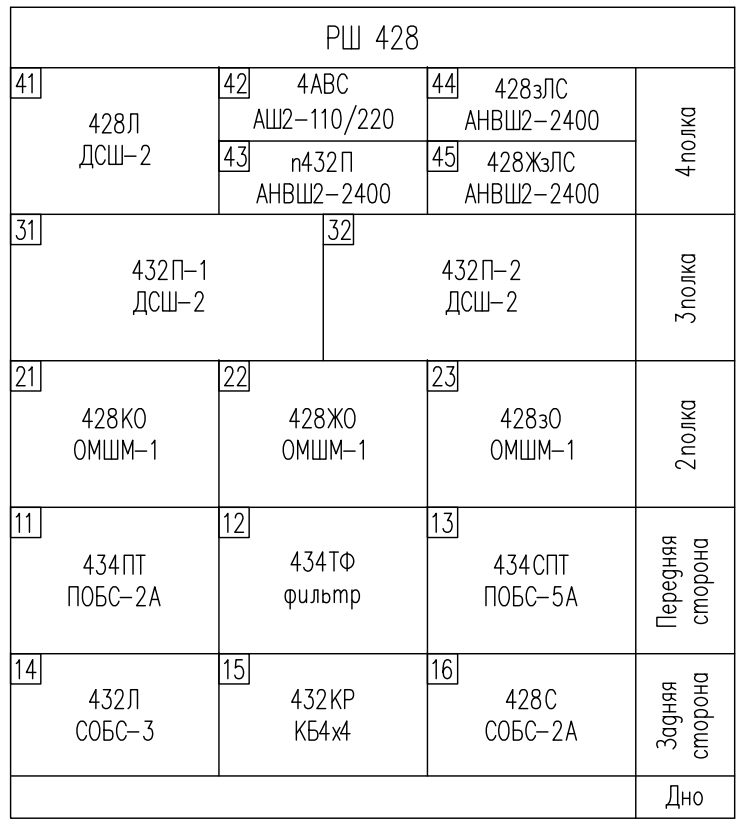 РШ 428
41
428Л
ДСШ-2
42
4АВС
АШ2-110/220
43
п432П
АНВШ2-2400
44
428зЛС
АНВШ2-2400
45
428ЖзЛС
АНВШ2-2400
4полка
31
432П-1
ДСШ-2
32
432П-2
ДСШ-2
3полка
21
428КО
ОМШМ-1
22
428ЖО
ОМШМ-1
23
428зО
ОМШМ-1
2полка
11
434ПТ
ПОБС-2А
12
434ТФ
фильтр
13
434СПТ
ПОБС-5А
Передняя
сторона
14
432Л
СОБС-3
15
432КР
КБ4х4
16
428С
СОБС-2А
Задняя
сторона
Дно